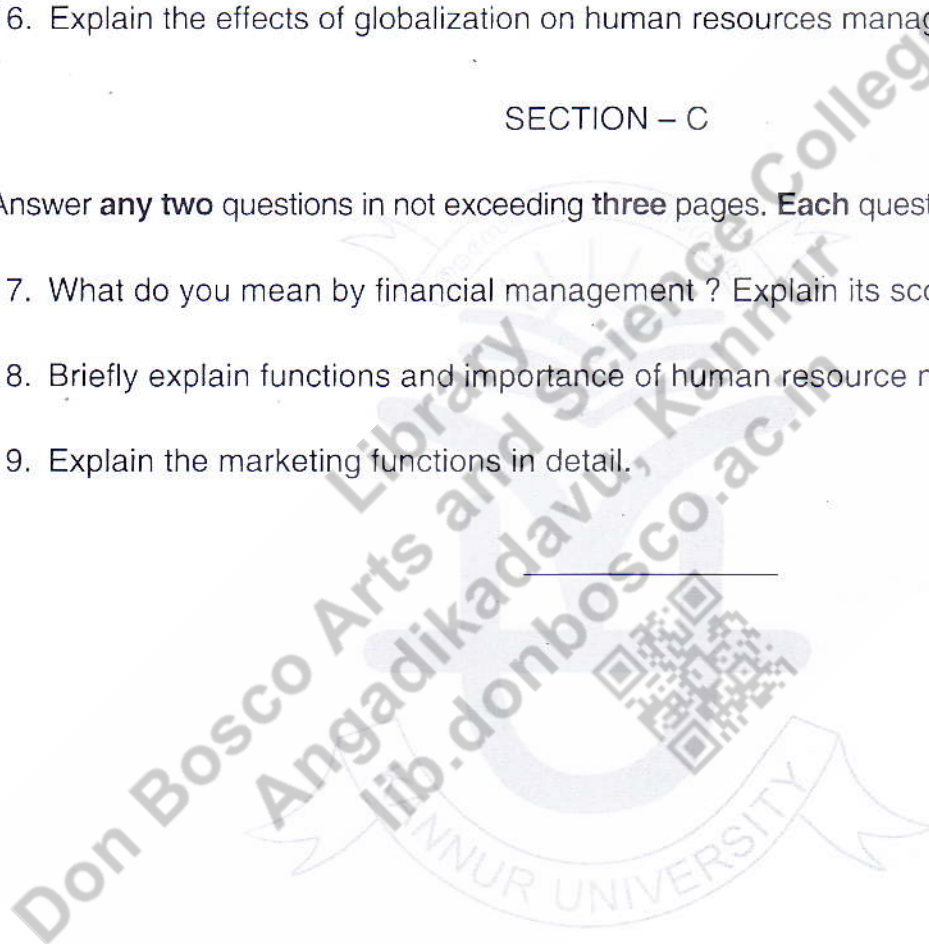 6. Explain the effects of globalization on human resources manag
SECTION – C
Answer any two questions in not exceeding three pages. Each quest
7. What do you mean by financial management ? Explain its sco
8. Briefly explain functions and importance of human resource m
9. Explain the marketing functions in detail.
Library
Don Bosco Arts and Science College
Angadikadavu, Kannur
lib.donbosco.ac.in
NNUR UNIVERSITY